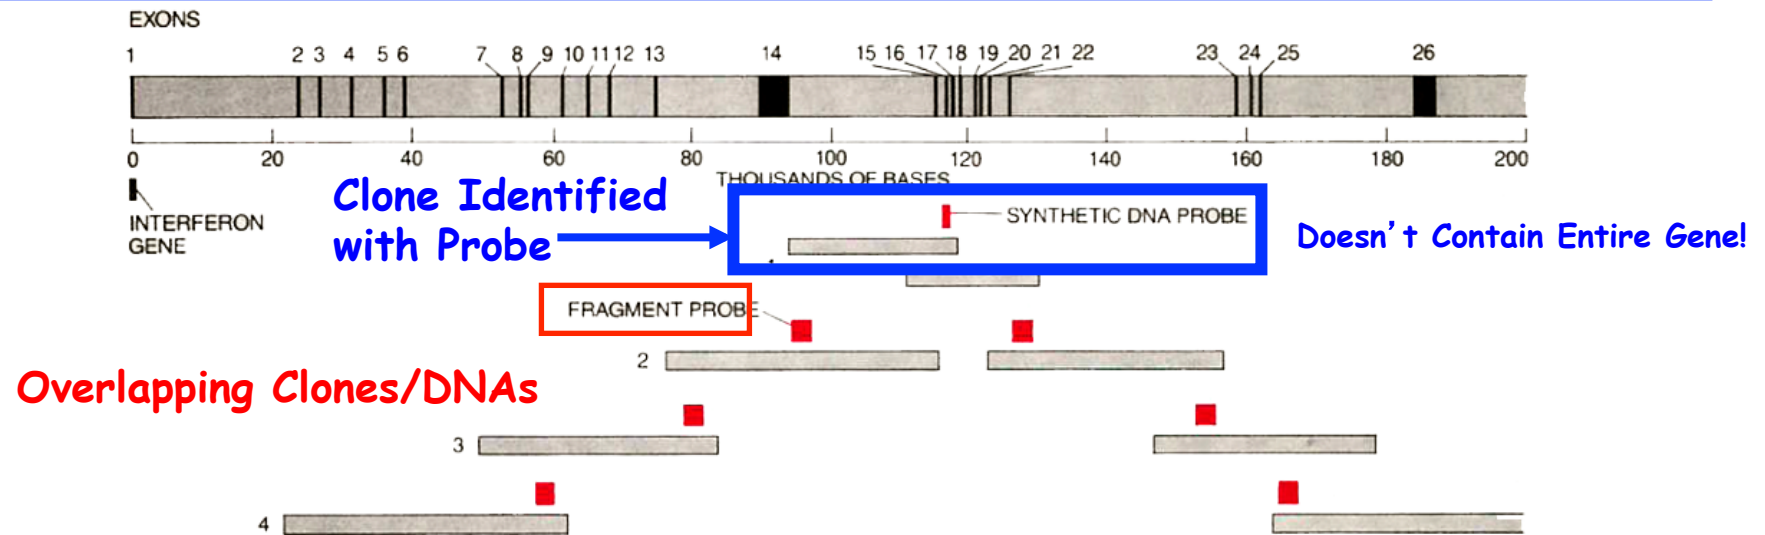 EXONS
1 2 3 4 5 6 7 8 9 10 11 12 13 14 15 16 17 18 19 20 21 22 23 24 25 26
0 20 40 60 80 100 120 140 160 180 200
THOUSANDS OF BASES
INTERFERON
GENE
Clone Identified
with Probe
SYNTHETIC DNA PROBE
Doesn't Contain Entire Gene!
FRAGMENT PROBE
2
Overlapping Clones/DNAs
3
4